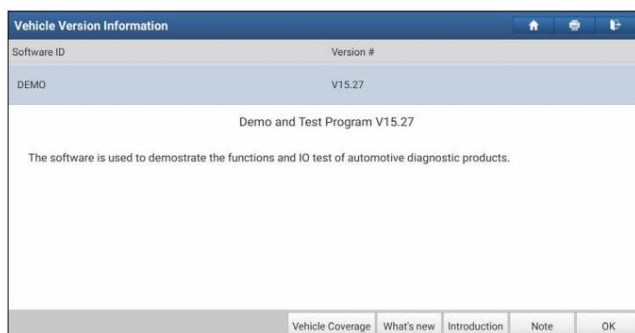 Vehicle Version Information
Software ID Version #
DEMO V15.27
Demo and Test Program V15.27
The software is used to demostrate the functions and IO test of automotive diagnostic products.
Vehicle Coverage What's new Introduction Note OK